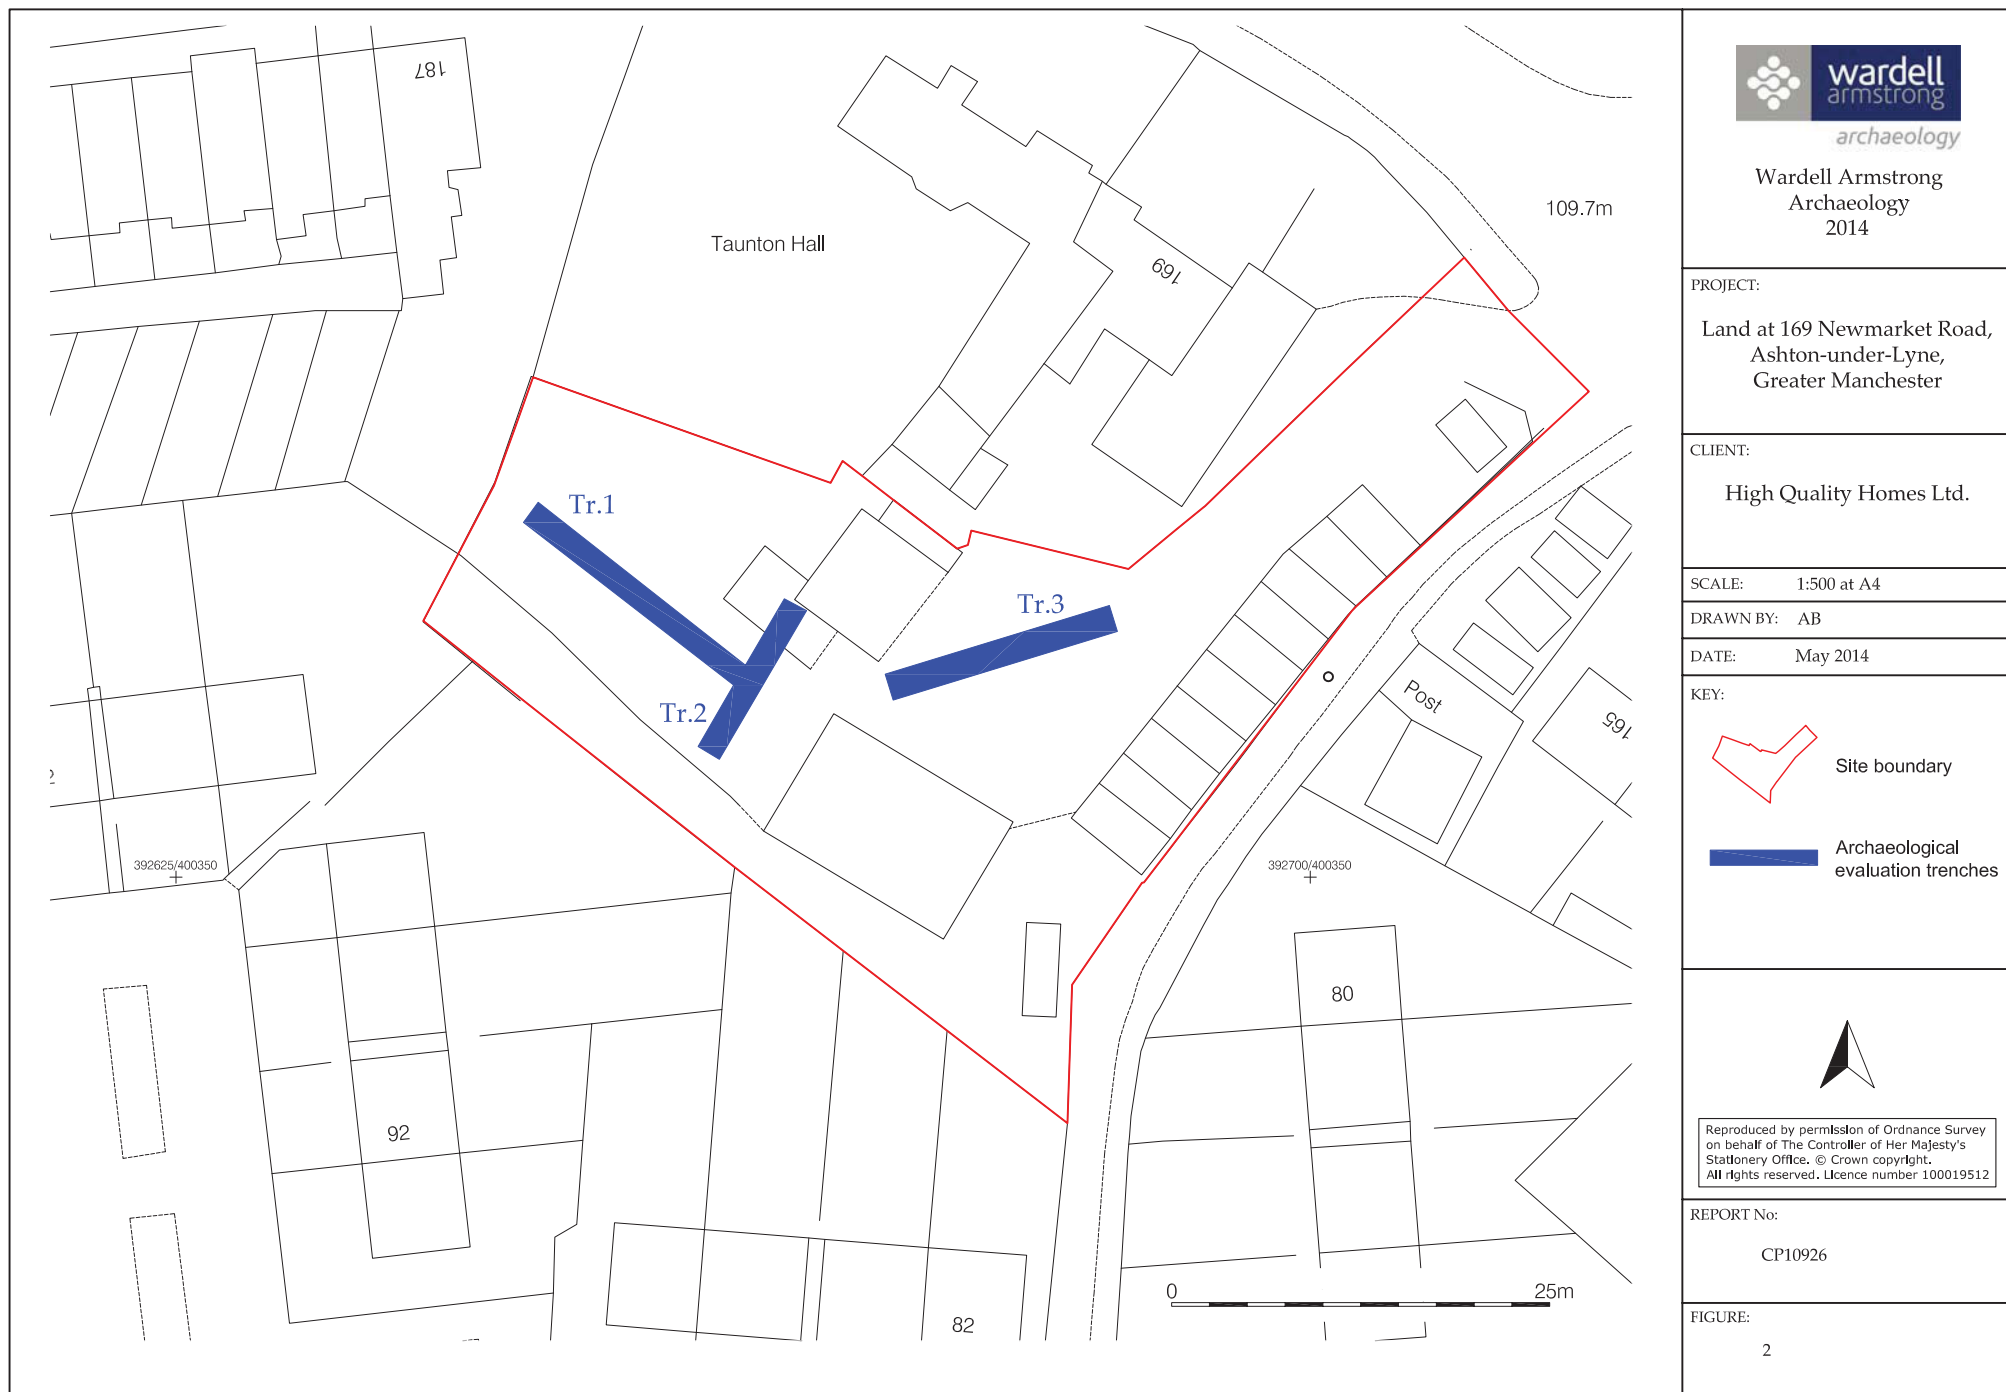 187
Taunton Hall
169
109.7m
Tr.1
Tr.2
Tr.3
Post
165
392625/400350
392700/400350
80
92
82
0 25m
wardell
armstrong
archaeology
Wardell Armstrong
Archaeology
2014
PROJECT:
Land at 169 Newmarket Road,
Ashton-under-Lyne,
Greater Manchester
CLIENT:
High Quality Homes Ltd.
SCALE: 1:500 at A4
DRAWN BY: AB
DATE: May 2014
KEY:
Site boundary
Archaeological
evaluation trenches
Reproduced by permission of Ordnance Survey
on behalf of The Controller of Her Majesty's
Stationery Office. © Crown copyright.
All rights reserved. Licence number 100019512
REPORT No:
CP10926
FIGURE:
2